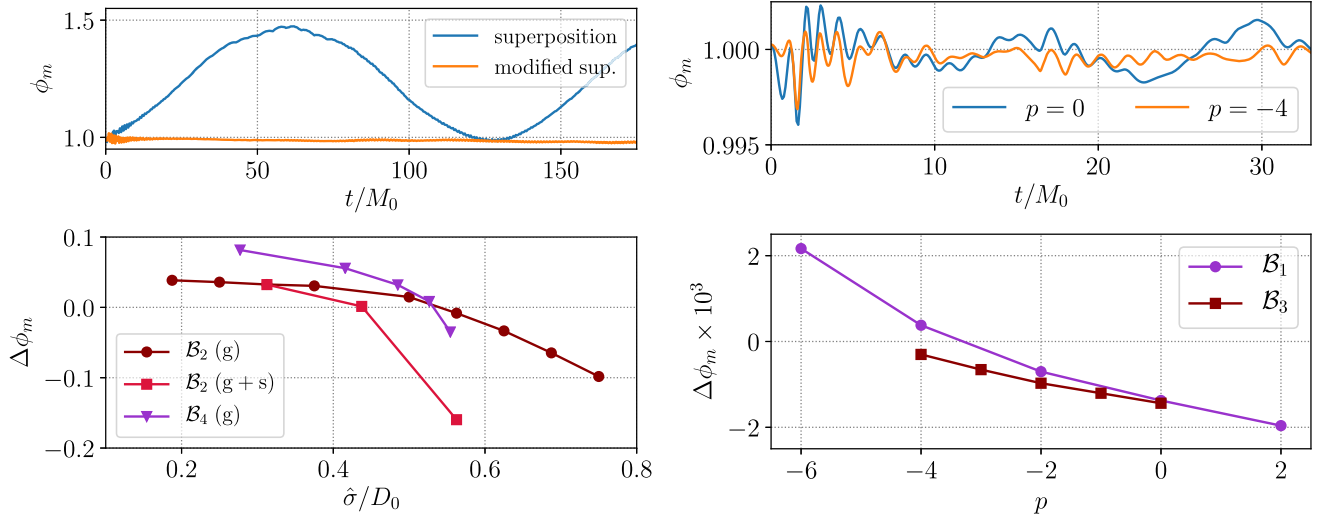 1.5
1.0
ϕₘ
superposition
modified sup.
0 50 100 150
t/M₀
1.000
0.995
ϕₘ
p = 0 p = −4
0 10 20 30
t/M₀
0.1
0.0
−0.1
−0.2
Δϕₘ
ℬ₂ (g)
ℬ₂ (g + s)
ℬ₄ (g)
0.2 0.4 0.6 0.8
σ̂/D₀
2
0
−2
Δϕₘ × 10³
ℬ₁
ℬ₃
−6 −4 −2 0 2
p